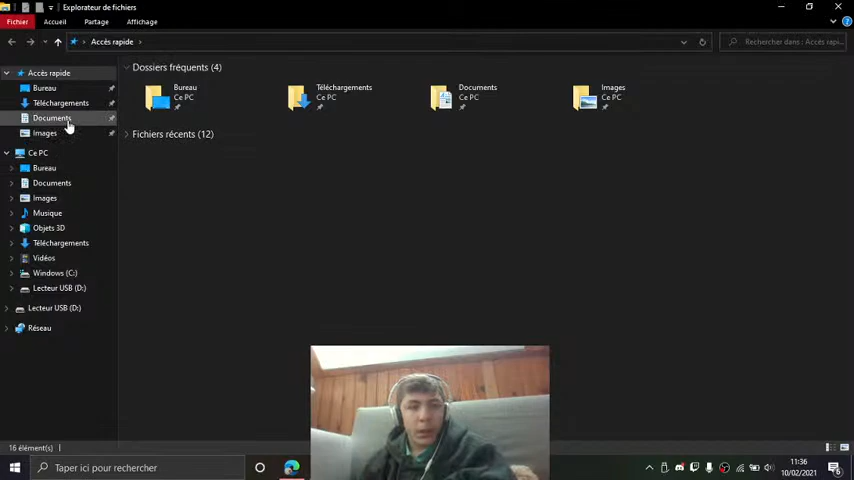 Explorateur de fichiers
Fichier Accueil Partage Affichage
Accès rapide
Rechercher dans : Accès rapi...
Accès rapide
Bureau
Téléchargements
Documents
Images
Ce PC
Bureau
Documents
Images
Musique
Objets 3D
Téléchargements
Vidéos
Windows (C:)
Lecteur USB (D:)
Lecteur USB (D:)
Réseau
Dossiers fréquents (4)
Bureau
Ce PC
Téléchargements
Ce PC
Documents
Ce PC
Images
Ce PC
Fichiers récents (12)
16 élément(s)
Taper ici pour rechercher
11:36
10/02/2021